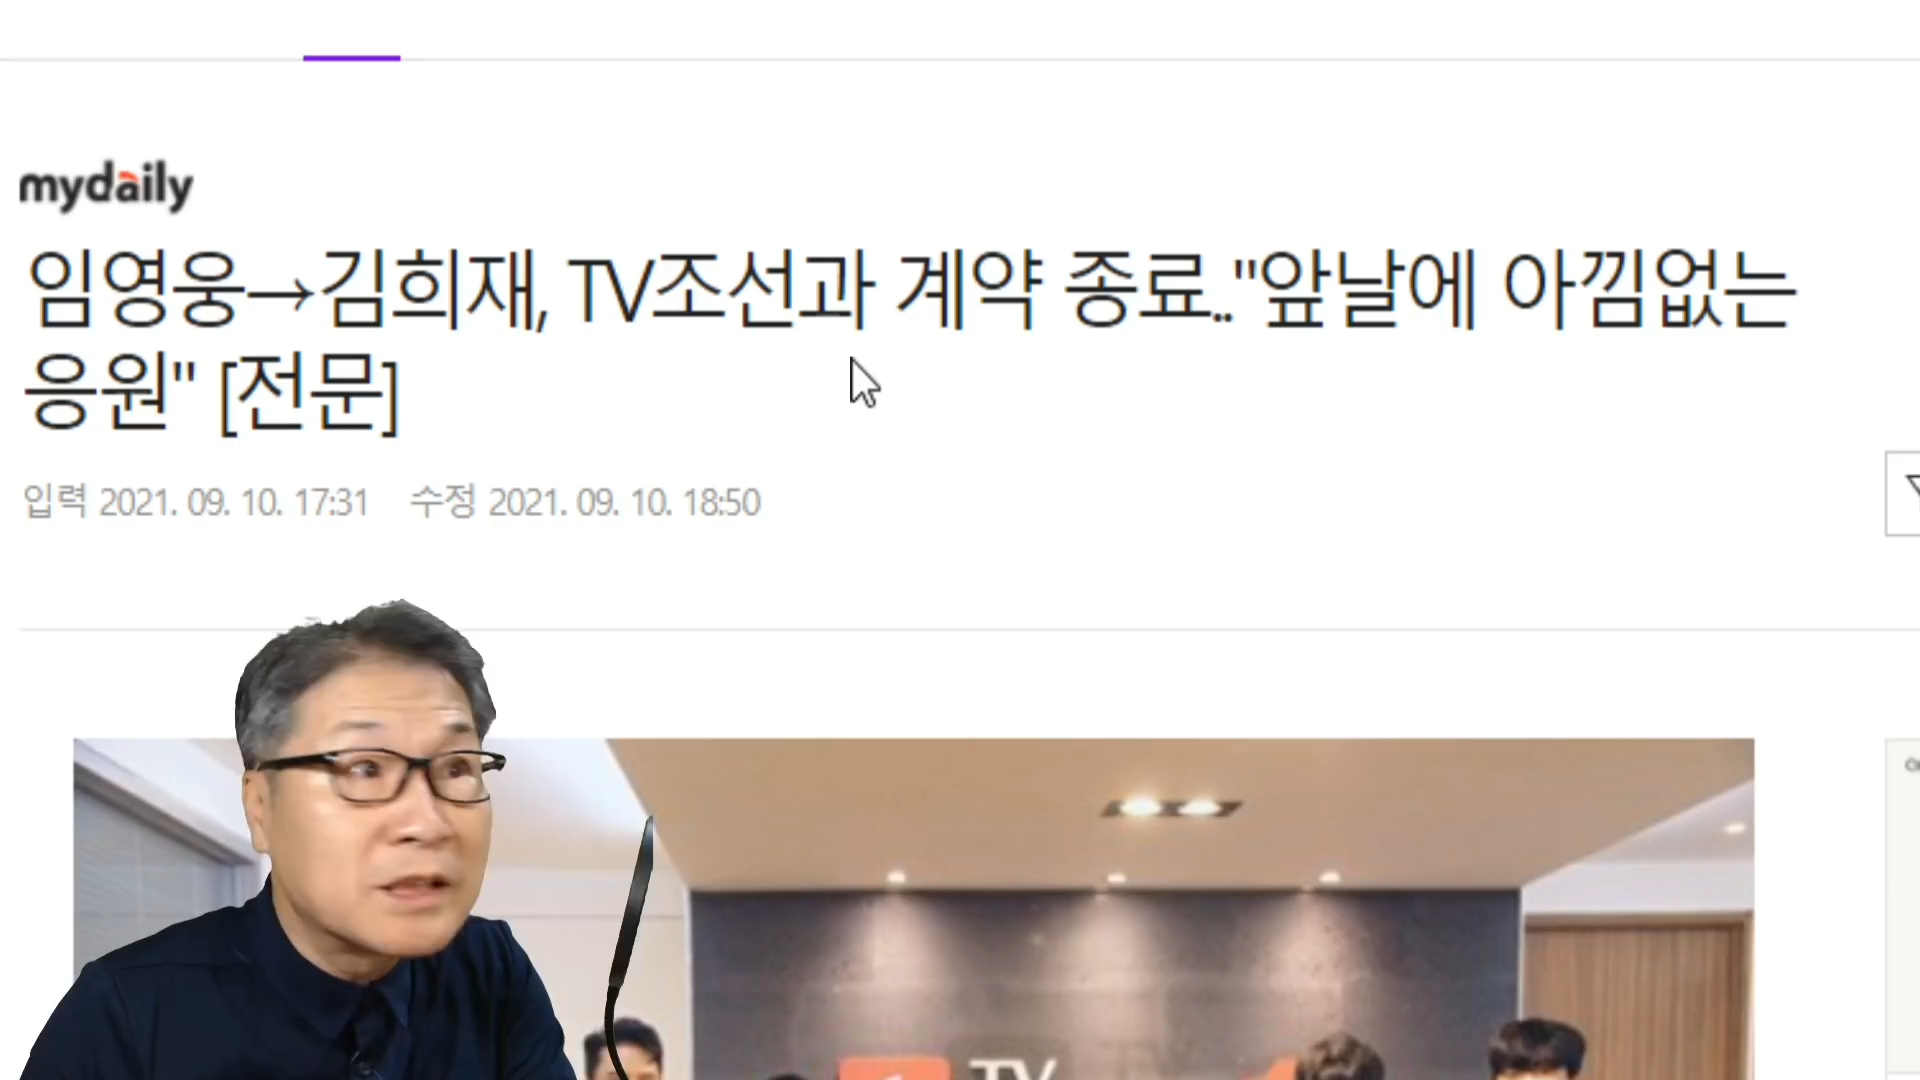 mydaily
임영웅→김희재, TV조선과 계약 종료.."앞날에 아낌없는
응원" [전문]
입력 2021. 09. 10. 17:31 수정 2021. 09. 10. 18:50
TV